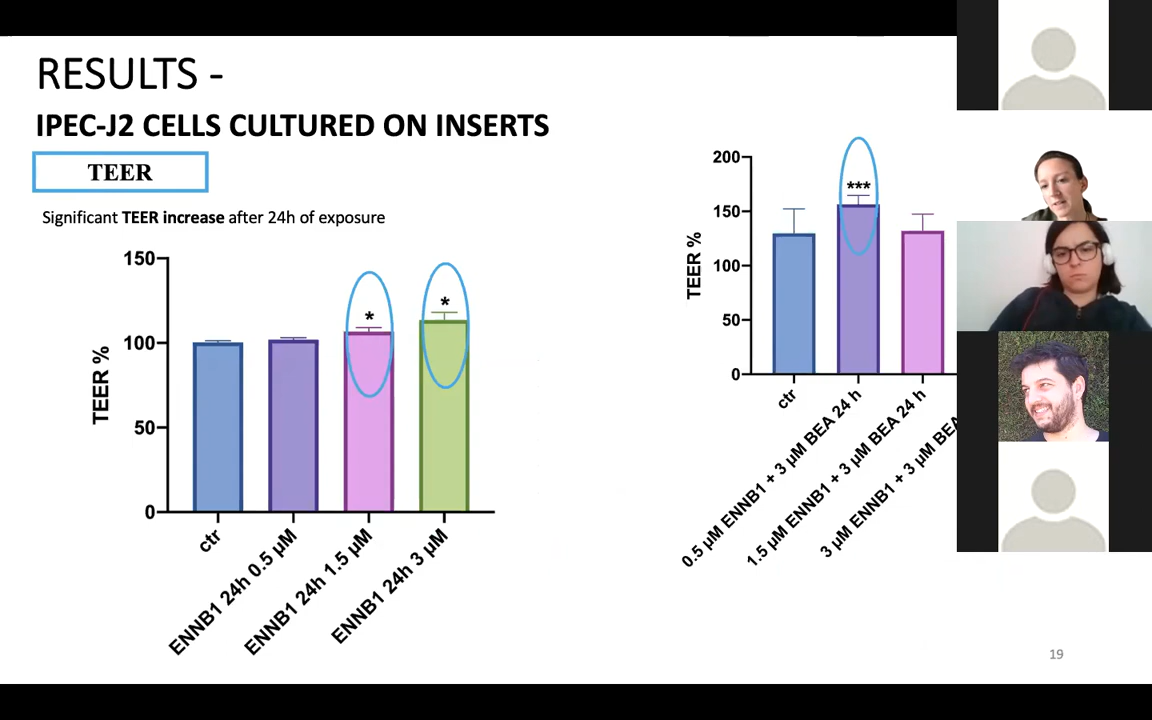 RESULTS -
IPEC-J2 CELLS CULTURED ON INSERTS
TEER
Significant TEER increase after 24h of exposure
150
100
50
0
TEER %
*
*
ctr
ENNB1 24h 0.5 µM
ENNB1 24h 1.5 µM
ENNB1 24h 3 µM
200
150
100
50
0
TEER %
***
ctr
0.5 µM ENNB1 + 3 µM BEA 24 h
1.5 µM ENNB1 + 3 µM BEA 24 h
3 µM ENNB1 + 3 µM BEA
19